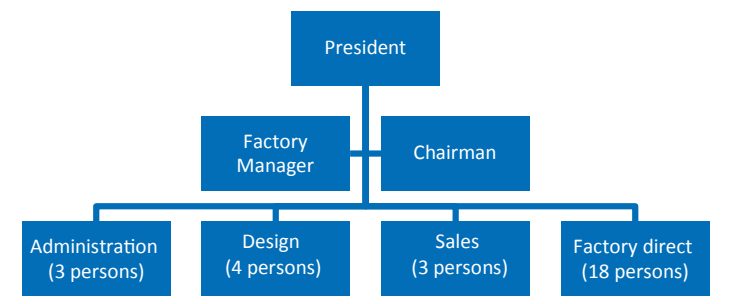 President
Factory
Manager
Chairman
Administration
(3 persons)
Design
(4 persons)
Sales
(3 persons)
Factory direct
(18 persons)